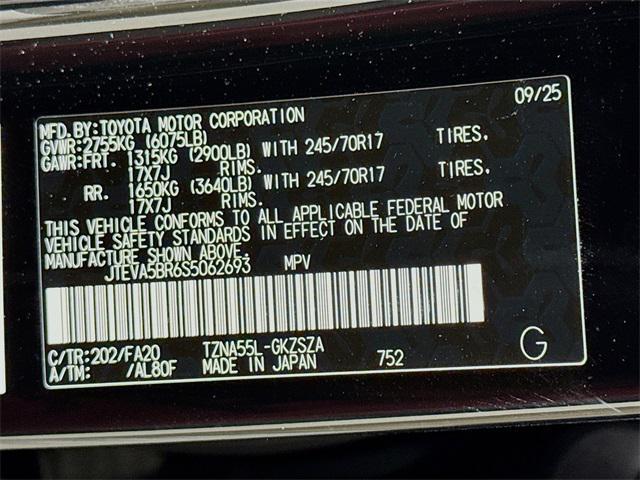 09/25
MFD.BY:TOYOTA MOTOR CORPORATION
GVWR:2755KG (6075LB)
GAWR:FRT. 1315KG (2900LB) WITH 245/70R17 TIRES.
17X7J RIMS.
RR. 1650KG (3640LB) WITH 245/70R17 TIRES.
17X7J RIMS.
THIS VEHICLE CONFORMS TO ALL APPLICABLE FEDERAL MOTOR
VEHICLE SAFETY STANDARDS IN EFFECT ON THE DATE OF
MANUFACTURE SHOWN ABOVE.
JTEVA5BR6S5062693 MPV
C/TR:202/FA20 TZNA55L-GKZSZA
A/TM: /AL80F MADE IN JAPAN 752 G